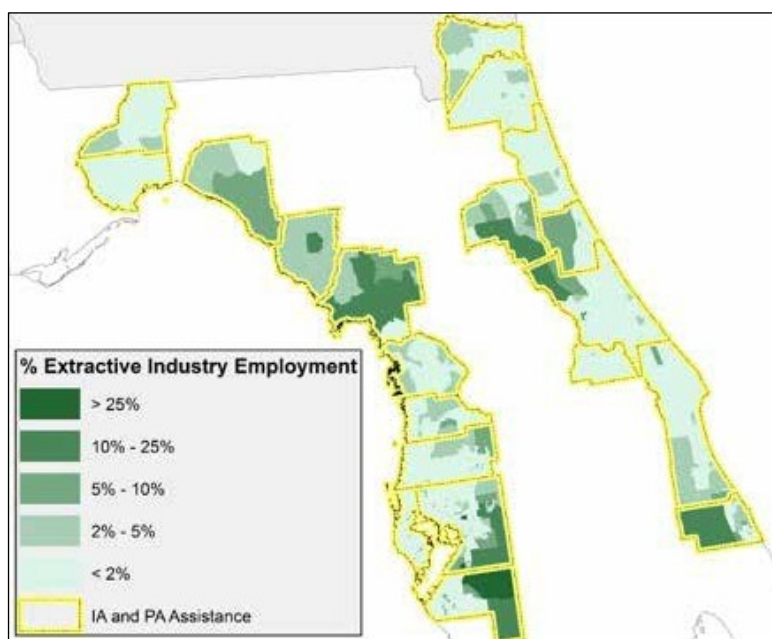 % Extractive Industry Employment
> 25%
10% - 25%
5% - 10%
2% - 5%
< 2%
IA and PA Assistance